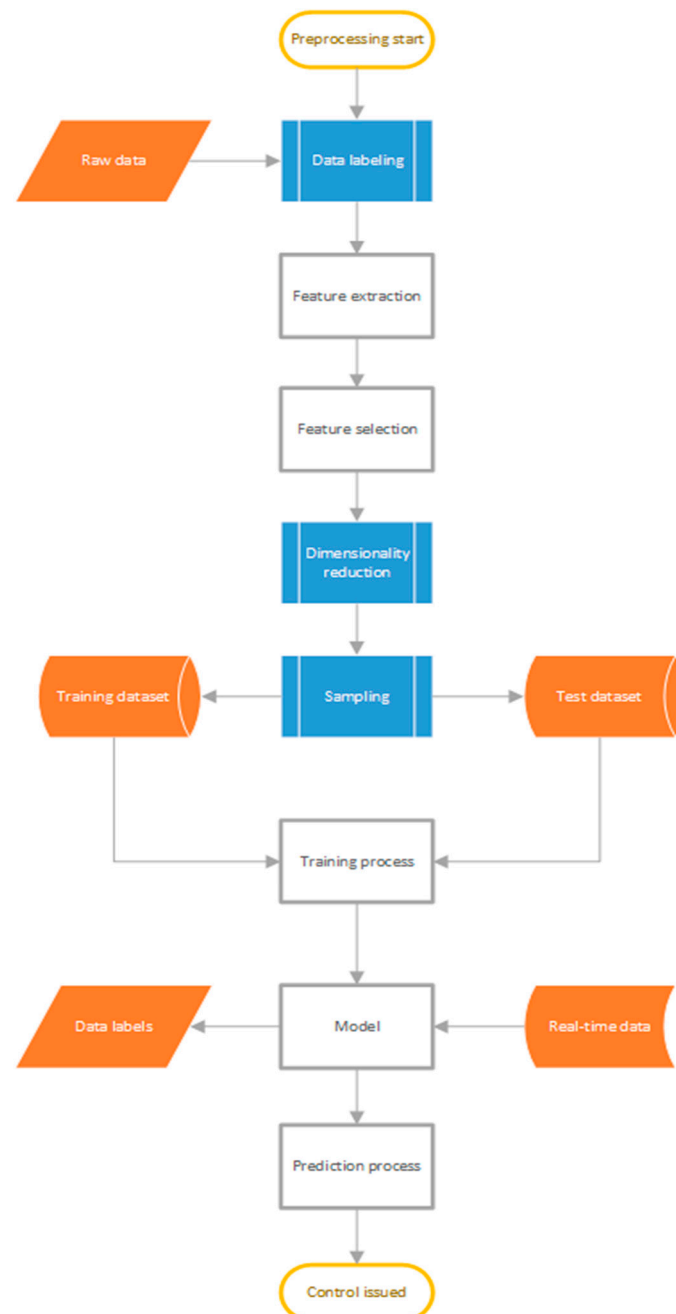 Preprocessing start
Raw data
Data labeling
Feature extraction
Feature selection
Dimensionality
reduction
Training dataset
Sampling
Test dataset
Training process
Data labels
Model
Real-time data
Prediction process
Control issued